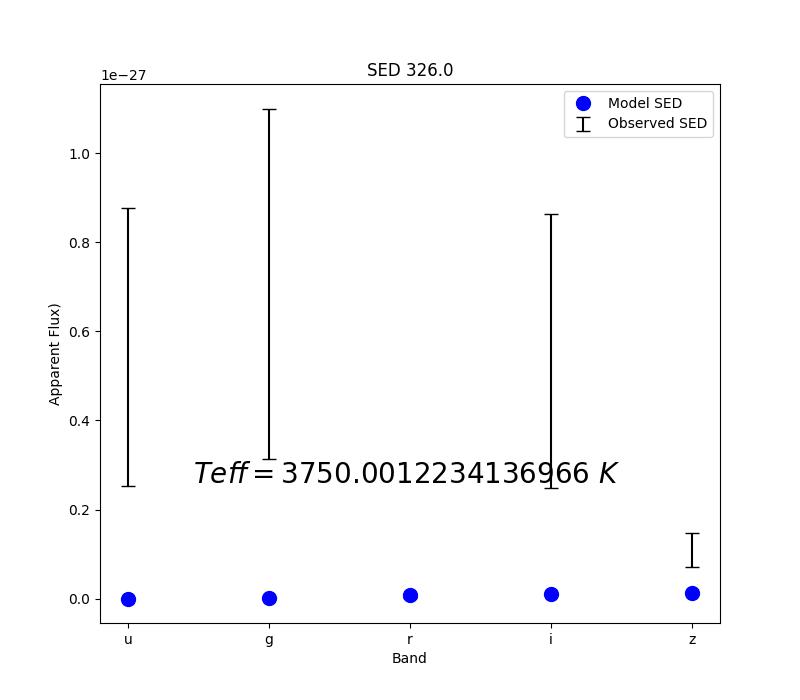 SED 326.0
1e−27
Model SED
Observed SED
1.0
0.8
0.6
0.4
0.2
0.0
Apparent Flux)
Teff = 3750.0012234136966 K
u g r i z
Band